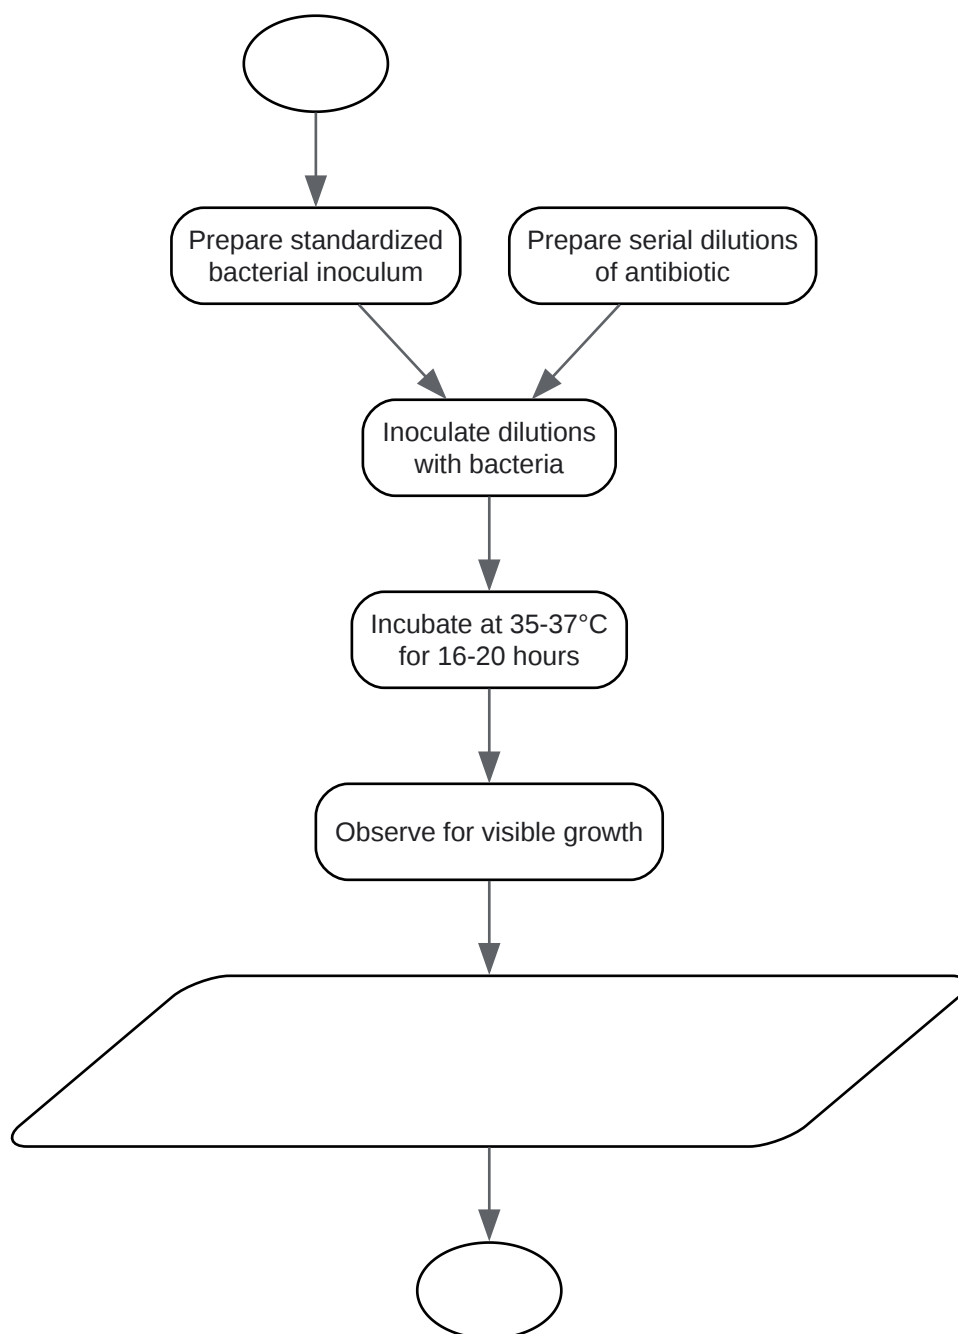 Prepare standardized
bacterial inoculum
Prepare serial dilutions
of antibiotic
Inoculate dilutions
with bacteria
Incubate at 35-37°C
for 16-20 hours
Observe for visible growth